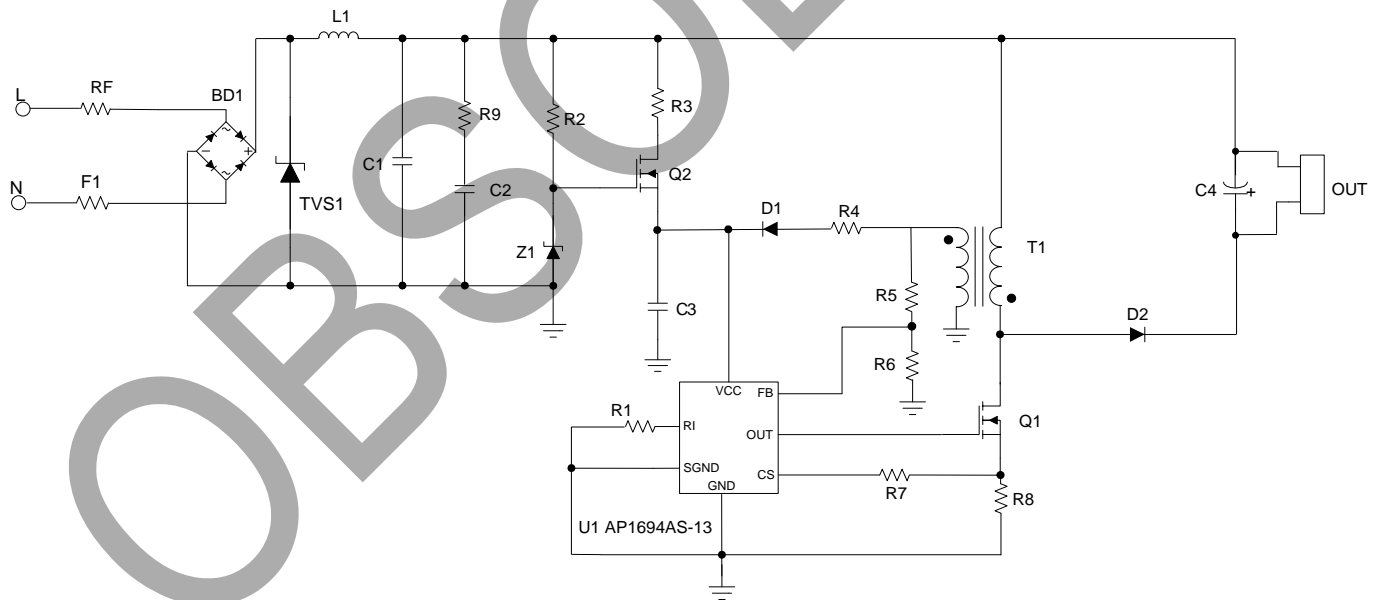 L1
L
RF
BD1
R9
R2
R3
C1
C2
Q2
N
F1
TVS1
C4
+
OUT
D1
R4
Z1
T1
C3
R5
D2
R6
VCC
FB
R1
RI
OUT
Q1
SGND
CS
GND
R7
R8
U1 AP1694AS-13
OBSOL